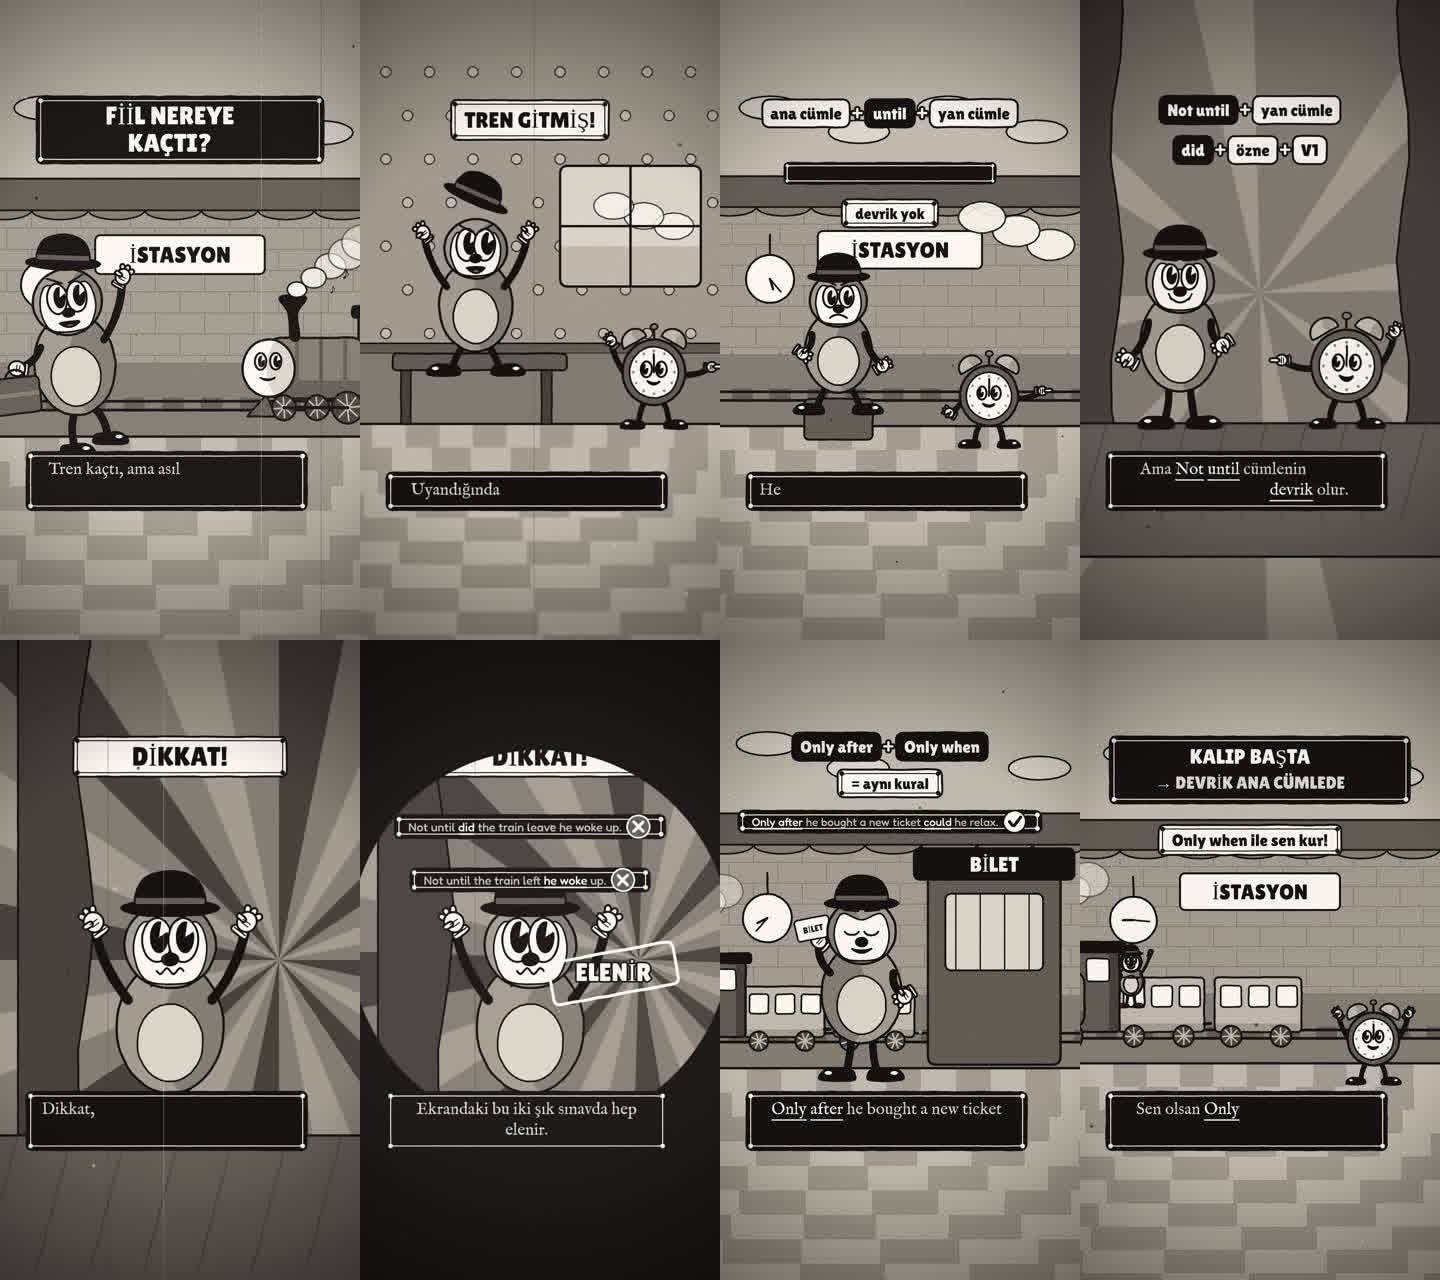 FİİL NEREYE
KAÇTI?
İSTASYON
Tren kaçtı, ama asıl
TREN GİTMİŞ!
Uyandığında
ana cümle + until + yan cümle
devrik yok
İSTASYON
He
Not until + yan cümle
did + özne + V1
Ama Not until cümlenin
devrik olur.
DİKKAT!
Dikkat,
DİKKAT!
Not until did the train leave he woke up.
Not until the train left he woke up.
ELENİR
Ekrandaki bu iki şık sınavda hep
elenir.
Only after + Only when
= aynı kural
Only after he bought a new ticket could he relax.
BİLET
BİLET
Only after he bought a new ticket
KALIP BAŞTA
→ DEVRİK ANA CÜMLEDE
Only when ile sen kur!
İSTASYON
Sen olsan Only